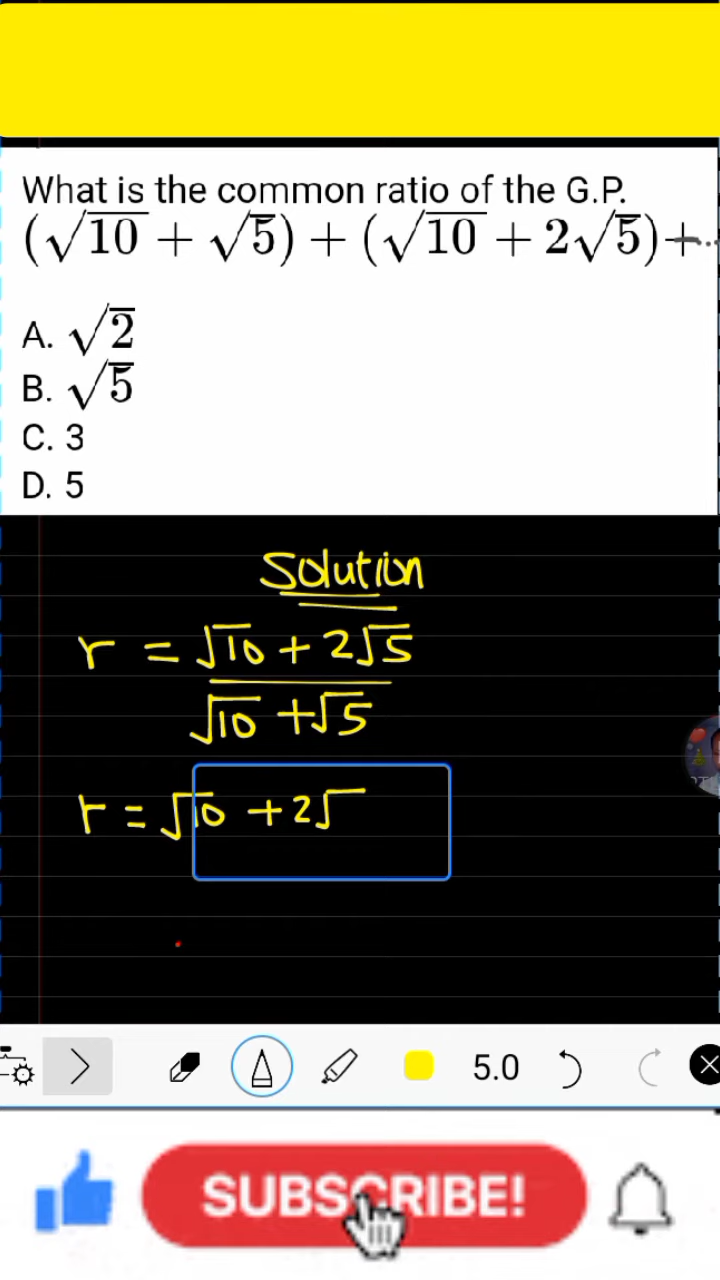 What is the common ratio of the G.P.
(√10 + √5) + (√10 + 2√5)+...
A. √2
B. √5
C. 3
D. 5
Solution
r = √10 + 2√5
√10 + √5
r = √10 + 2√
5.0
SUBSCRIBE!